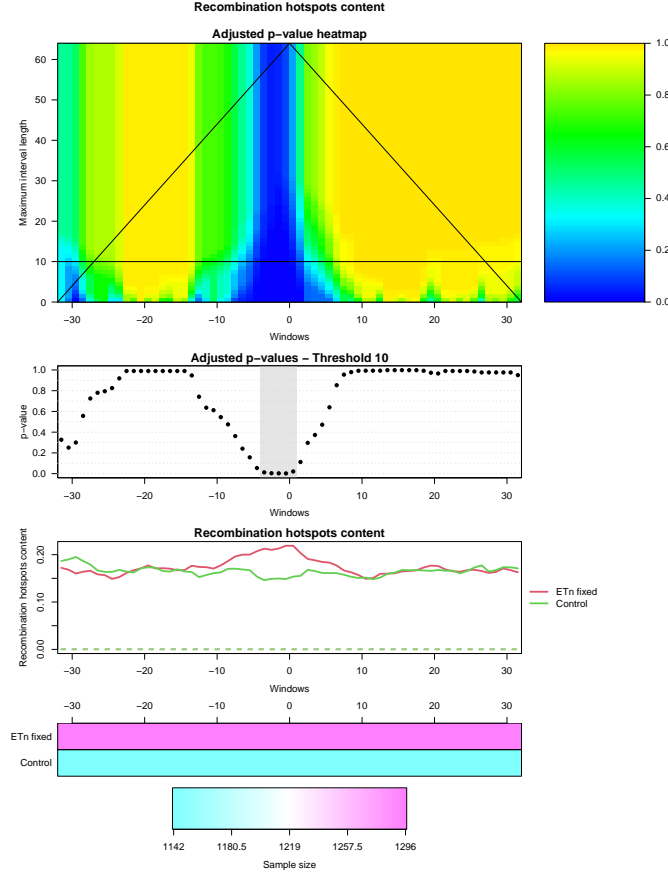 Recombination hotspots content
Adjusted p−value heatmap
Maximum interval length
0 10 20 30 40 50 60
−30 −20 −10 0 10 20 30
Windows
0.0 0.2 0.4 0.6 0.8 1.0
Adjusted p−values − Threshold 10
p−value
0.0 0.2 0.4 0.6 0.8 1.0
−30 −20 −10 0 10 20 30
Windows
Recombination hotspots content
Recombination hotspots content
0.00 0.10 0.20
−30 −20 −10 0 10 20 30
Windows
ETn fixed
Control
−30 −20 −10 0 10 20 30
ETn fixed
Control
1142 1180.5 1219 1257.5 1296
Sample size